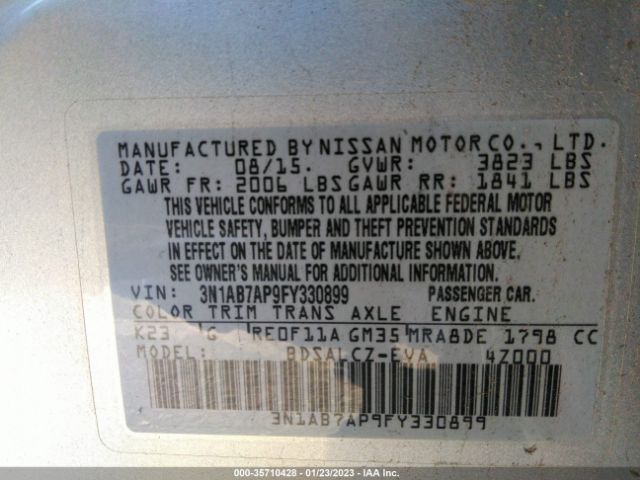 MANUFACTURED BY NISSAN MOTOR CO., LTD.
DATE: 08/15. GVWR: 3823 LBS
GAWR FR: 2006 LBS GAWR RR: 1841 LBS
THIS VEHICLE CONFORMS TO ALL APPLICABLE FEDERAL MOTOR
VEHICLE SAFETY, BUMPER AND THEFT PREVENTION STANDARDS
IN EFFECT ON THE DATE OF MANUFACTURE SHOWN ABOVE.
SEE OWNER'S MANUAL FOR ADDITIONAL INFORMATION.
VIN: 3N1AB7AP9FY330899 PASSENGER CAR.
COLOR TRIM TRANS AXLE ENGINE
K23 G RE0F11A GM35 MRA8DE 1798 CC
MODEL: BDSALCZ-EVA 4Z000
3N1AB7AP9FY330899
000-35710428 - 01/23/2023 - IAA Inc.